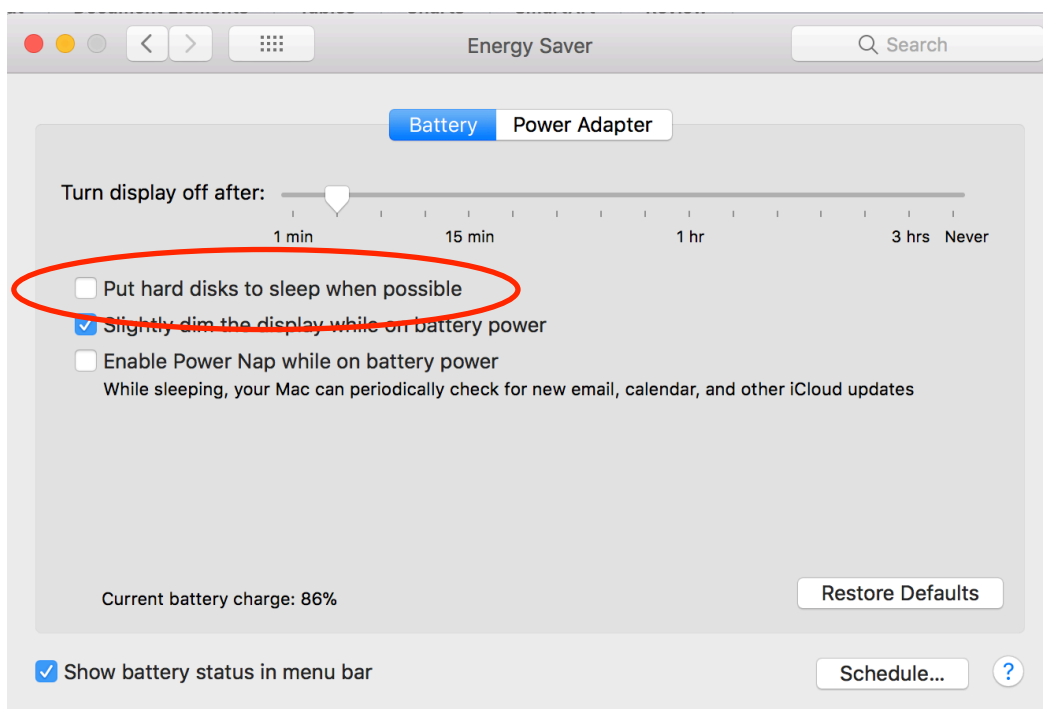 Energy Saver
Search
Battery Power Adapter
Turn display off after:
1 min 15 min 1 hr 3 hrs Never
Put hard disks to sleep when possible
Slightly dim the display while on battery power
Enable Power Nap while on battery power
While sleeping, your Mac can periodically check for new email, calendar, and other iCloud updates
Current battery charge: 86%
Restore Defaults
Show battery status in menu bar
Schedule...
?